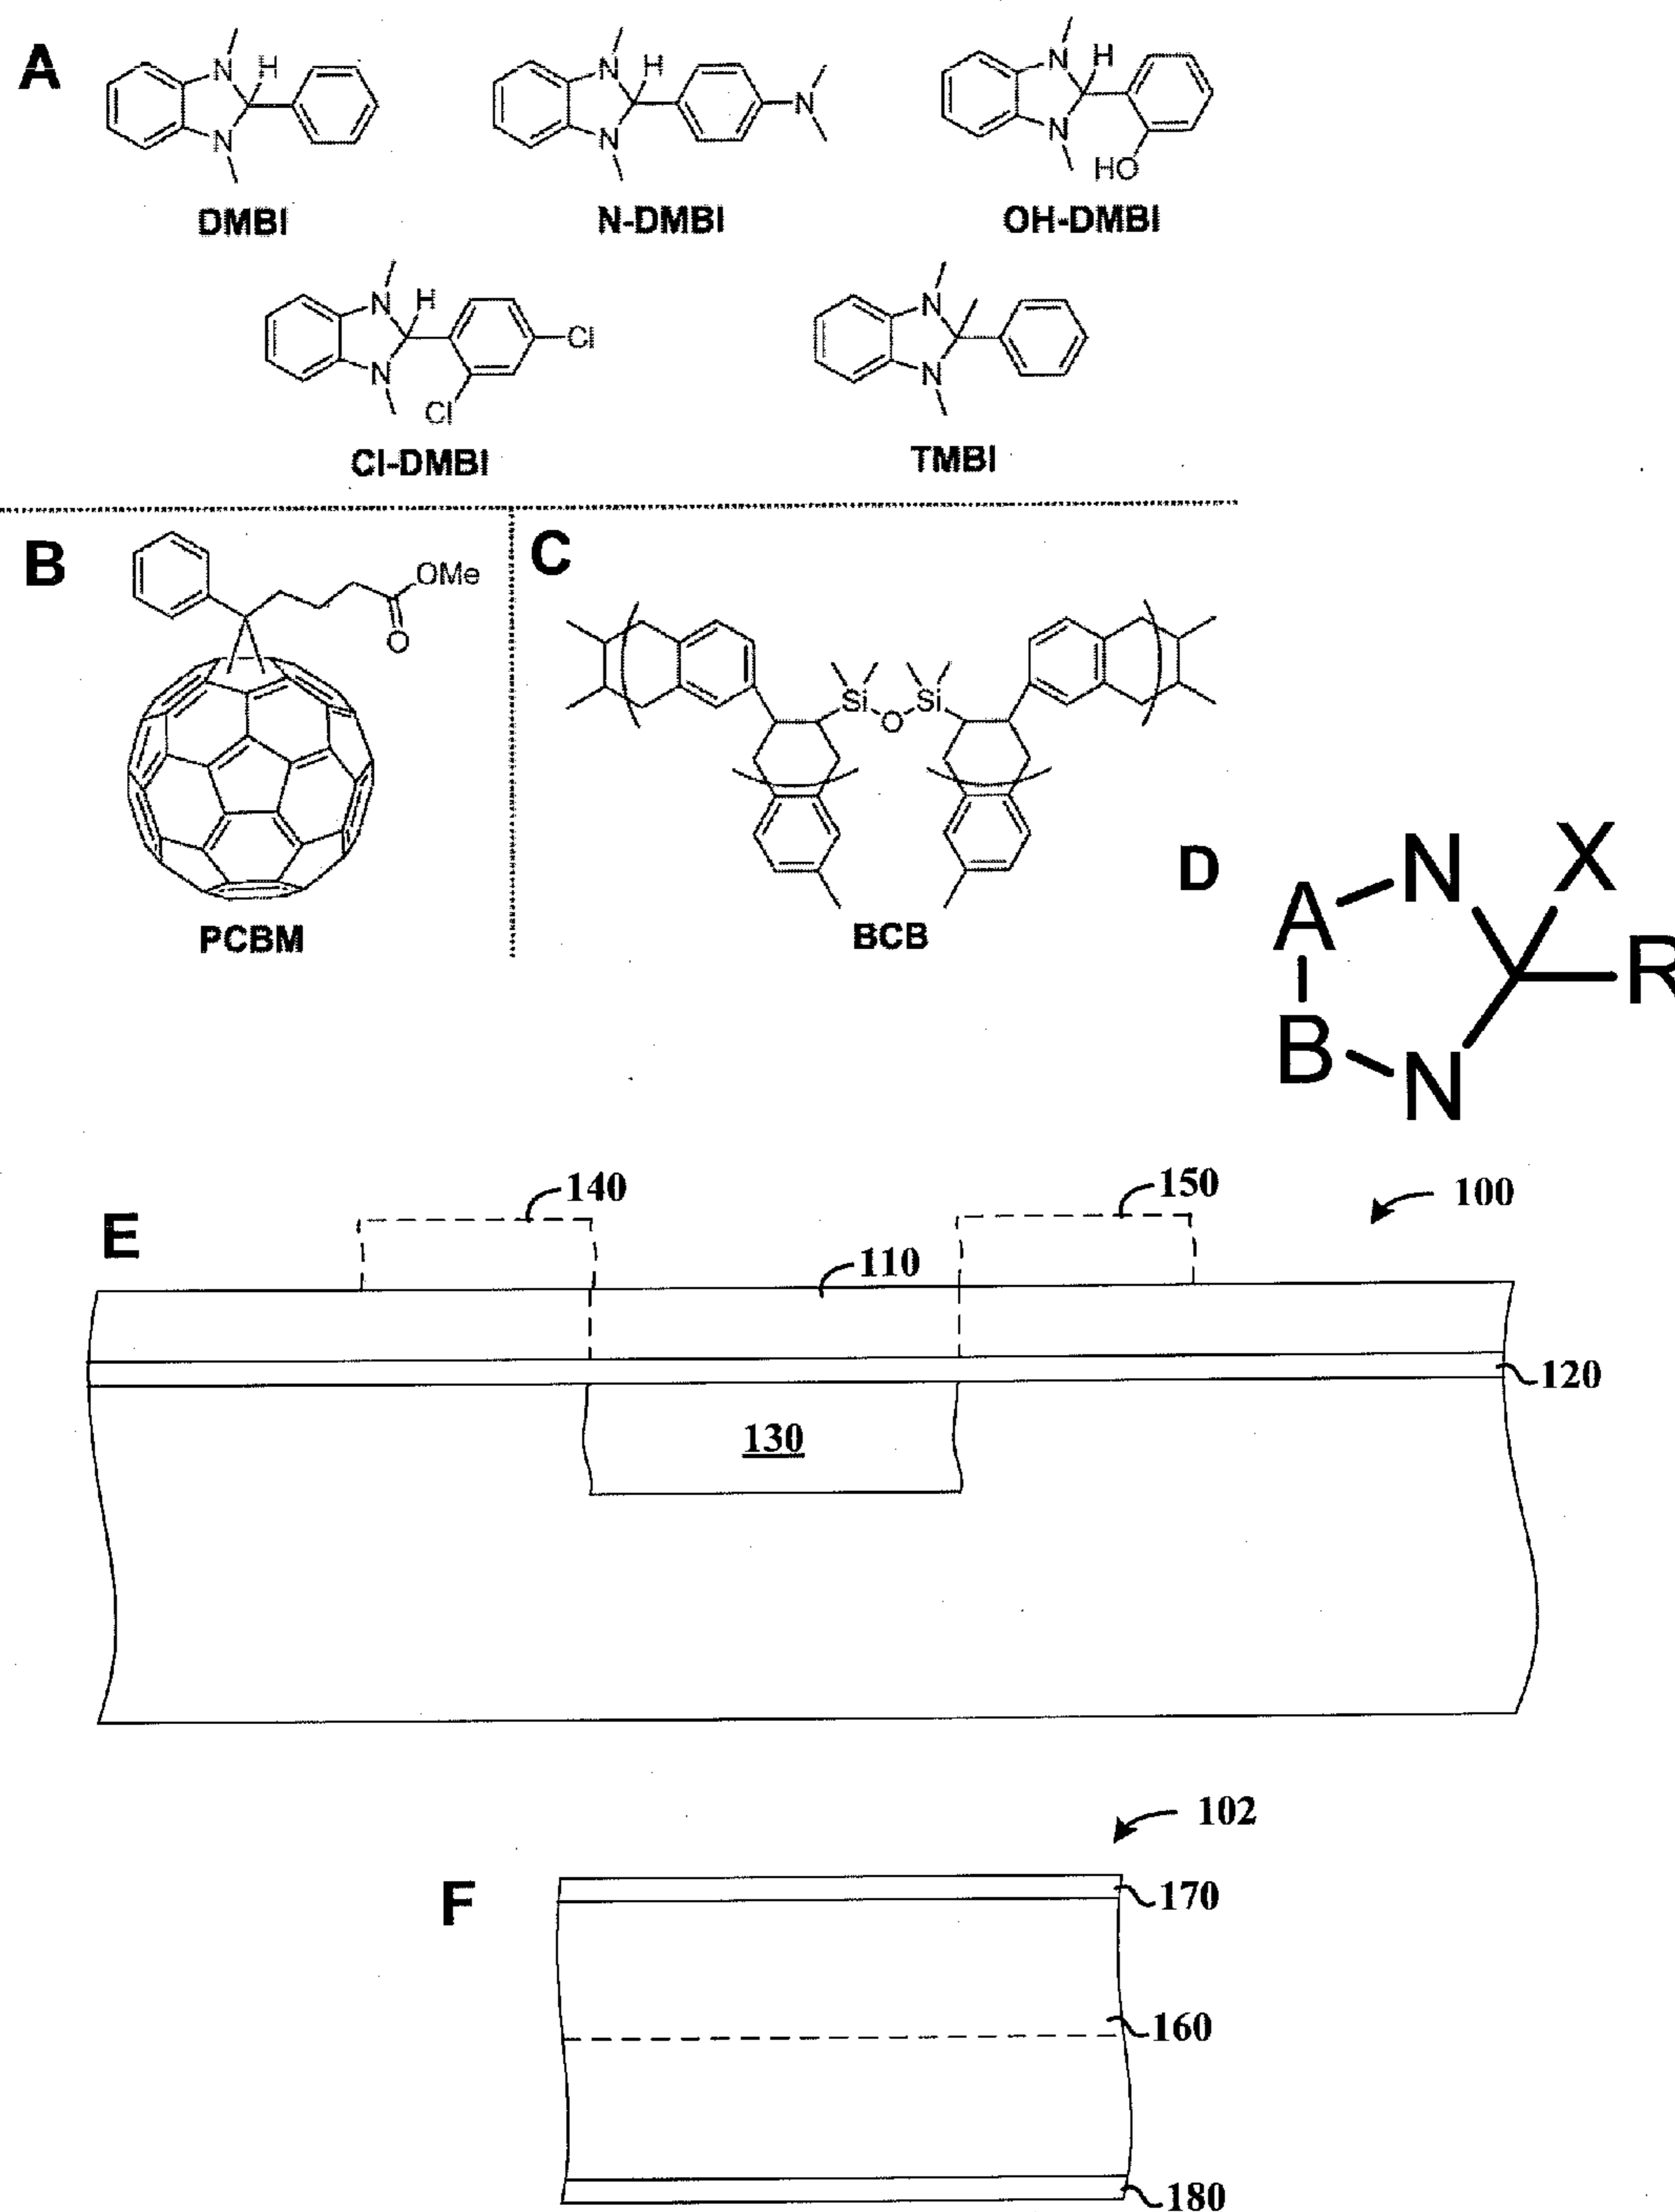 A
N H N
DMBI
N H N N
N-DMBI
N H N HO
OH-DMBI
N H N Cl Cl
Cl-DMBI
N N
TMBI
B
OMe
O
PCBM
C
Si O Si
BCB
D
A N X
R
B N
E
140
150
100
110
120
130
102
F
170
160
180